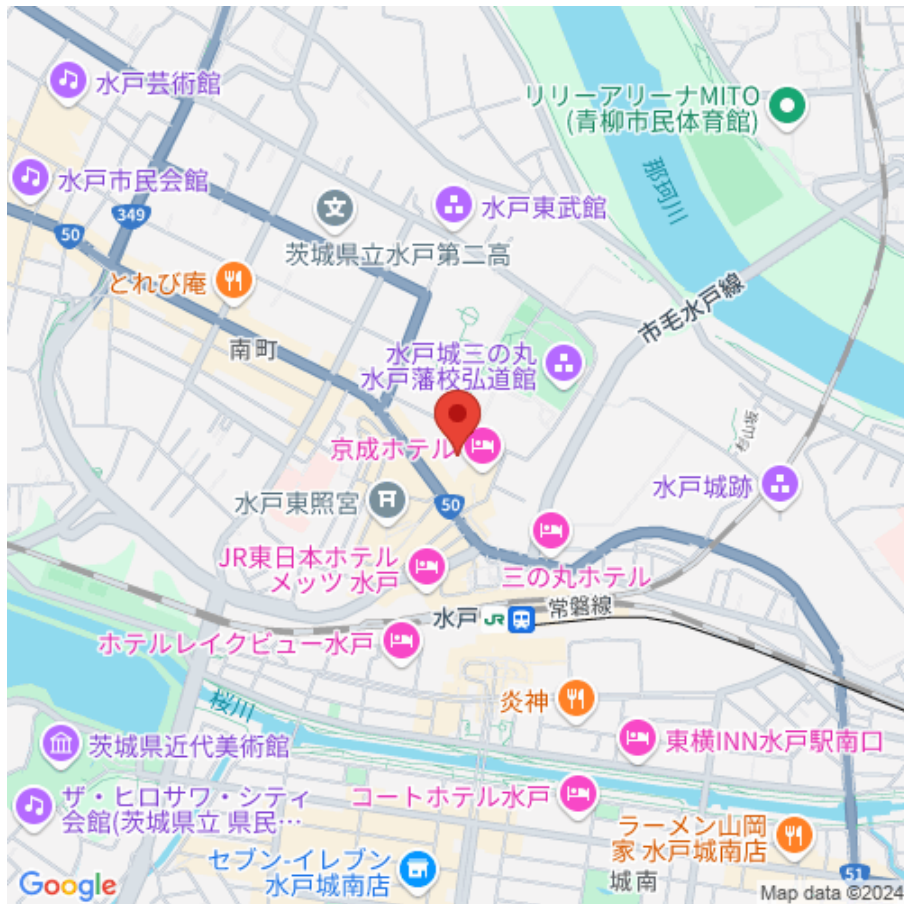 水戸芸術館
リリーアリーナMITO
(青柳市民体育館)
水戸市民会館
那珂川
349
水戸東武館
50
茨城県立水戸第二高
とれび庵
市毛水戸線
南町
水戸城三の丸
水戸藩校弘道館
杉山坂
京成ホテル
水戸東照宮
50
水戸城跡
JR東日本ホテル
メッツ 水戸
三の丸ホテル
水戸
JR
常磐線
ホテルレイクビュー水戸
桜川
炎神
茨城県近代美術館
東横INN水戸駅南口
ザ・ヒロサワ・シティ
会館(茨城県立 県民…
コートホテル水戸
ラーメン山岡
家 水戸城南店
セブン-イレブン
水戸城南店
城南
51
Google
Map data ©2024